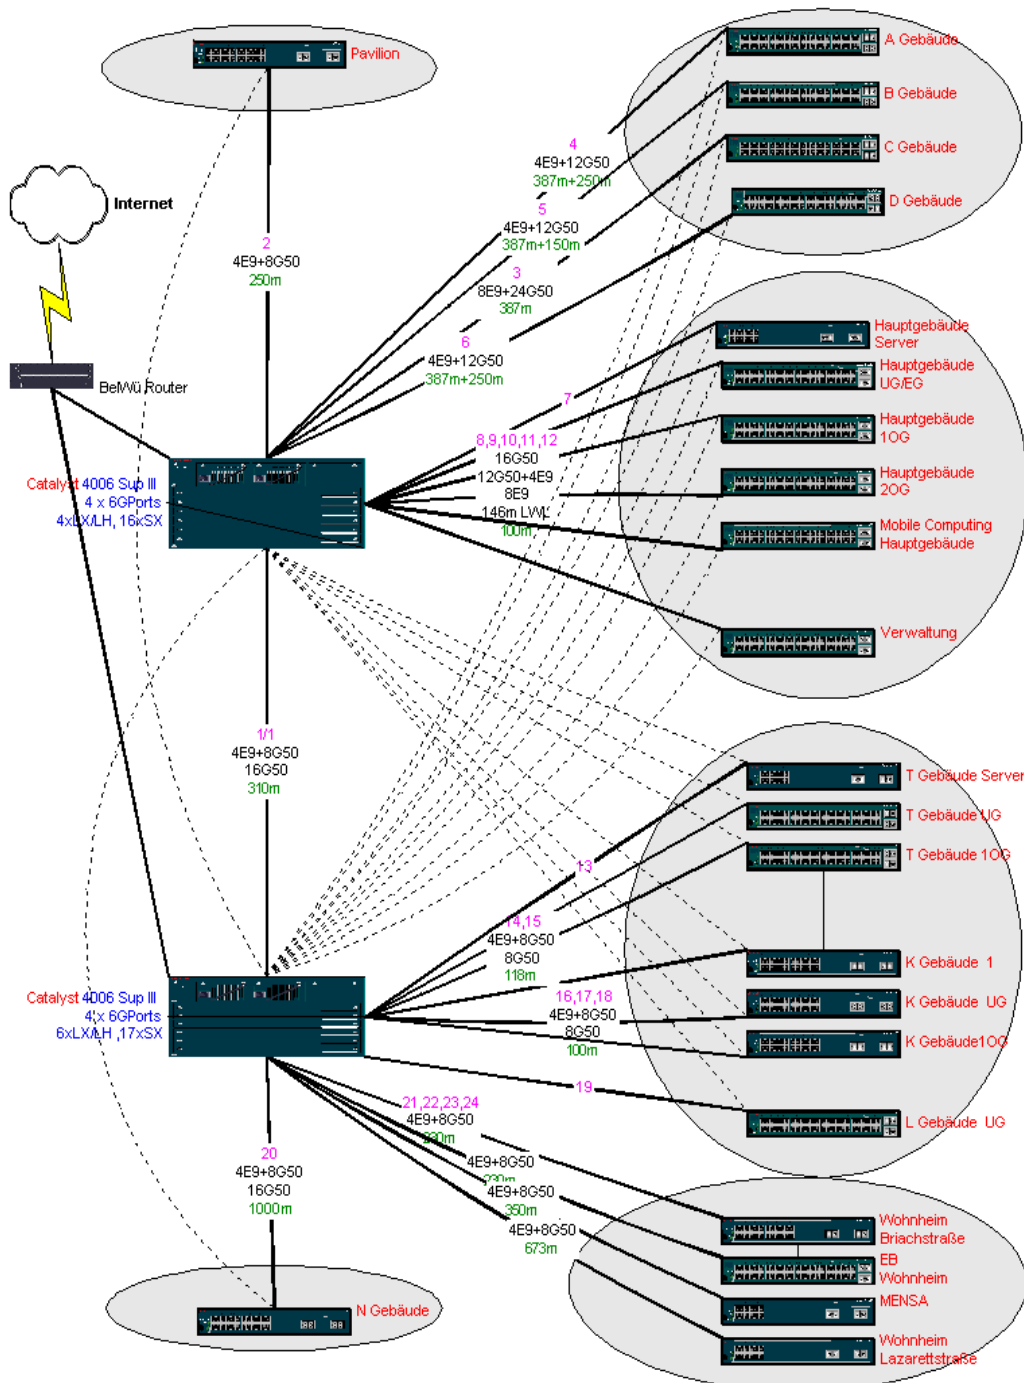 Pavilion
A Gebäude
B Gebäude
C Gebäude
D Gebäude
4
4E9+12G50
387m+250m
5
4E9+12G50
387m+150m
3
8E9+24G50
387m
6
4E9+12G50
387m+250m
2
4E9+8G50
250m
Internet
BelWü Router
Hauptgebäude
Server
Hauptgebäude
UG/EG
Hauptgebäude
1OG
Hauptgebäude
2OG
Mobile Computing
Hauptgebäude
Verwaltung
7
8,9,10,11,12
16G50
12G50+4E9
8E9
146m LWL
100m
Catalyst 4006 Sup III
4 x 6GPorts
4xLX/LH, 16xSX
1/1
4E9+8G50
16G50
310m
T Gebäude Server
T Gebäude UG
T Gebäude 1OG
K Gebäude 1
K Gebäude UG
K Gebäude1OG
L Gebäude UG
13
14,15
4E9+8G50
8G50
118m
16,17,18
4E9+8G50
8G50
100m
19
Catalyst 4006 Sup III
4 x 6GPorts
6xLX/LH ,17xSX
21,22,23,24
4E9+8G50
230m
4E9+8G50
230m
4E9+8G50
350m
4E9+8G50
673m
20
4E9+8G50
16G50
1000m
Wohnheim
Briachstraße
EB
Wohnheim
MENSA
Wohnheim
Lazarettstraße
N Gebäude